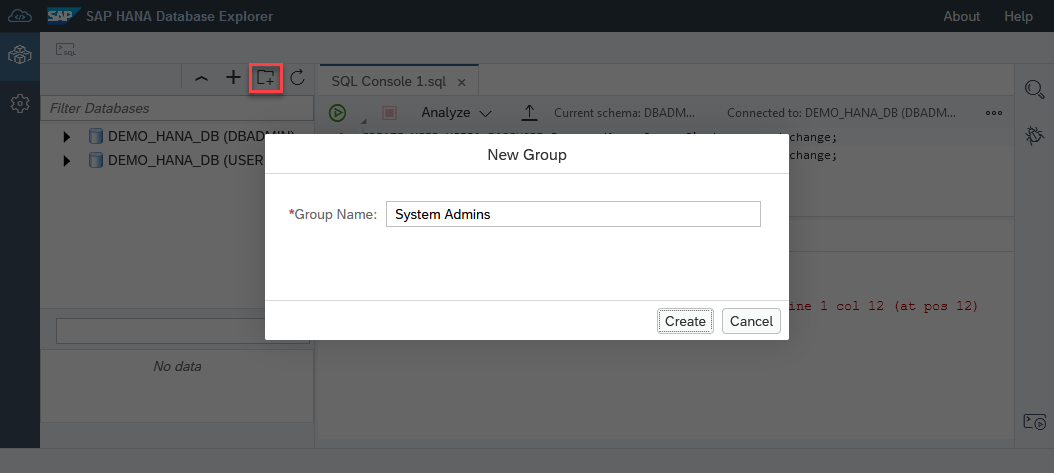 SAP SAP HANA Database Explorer About Help
SQL
SQL Console 1.sql ×
Filter Databases
Analyze Current schema: DBADM... Connected to: DEMO_HANA_DB (DBADM...
DEMO_HANA_DB (DBADMIN)
change;
DEMO_HANA_DB (USER
change;
New Group
*Group Name: System Admins
ine 1 col 12 (at pos 12)
Create Cancel
No data